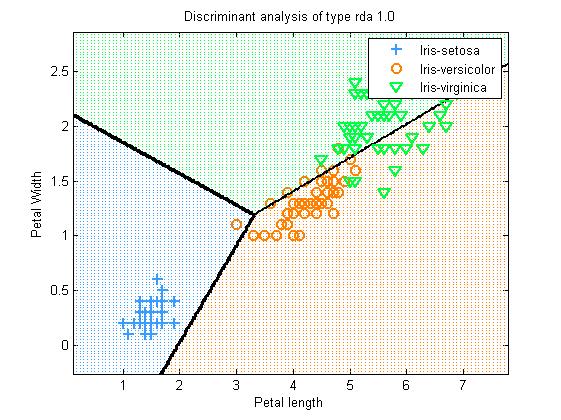 Discriminant analysis of type rda 1.0
Iris-setosa
Iris-versicolor
Iris-virginica
Petal Width
2.5
2
1.5
1
0.5
0
1
2
3
4
5
6
7
Petal length